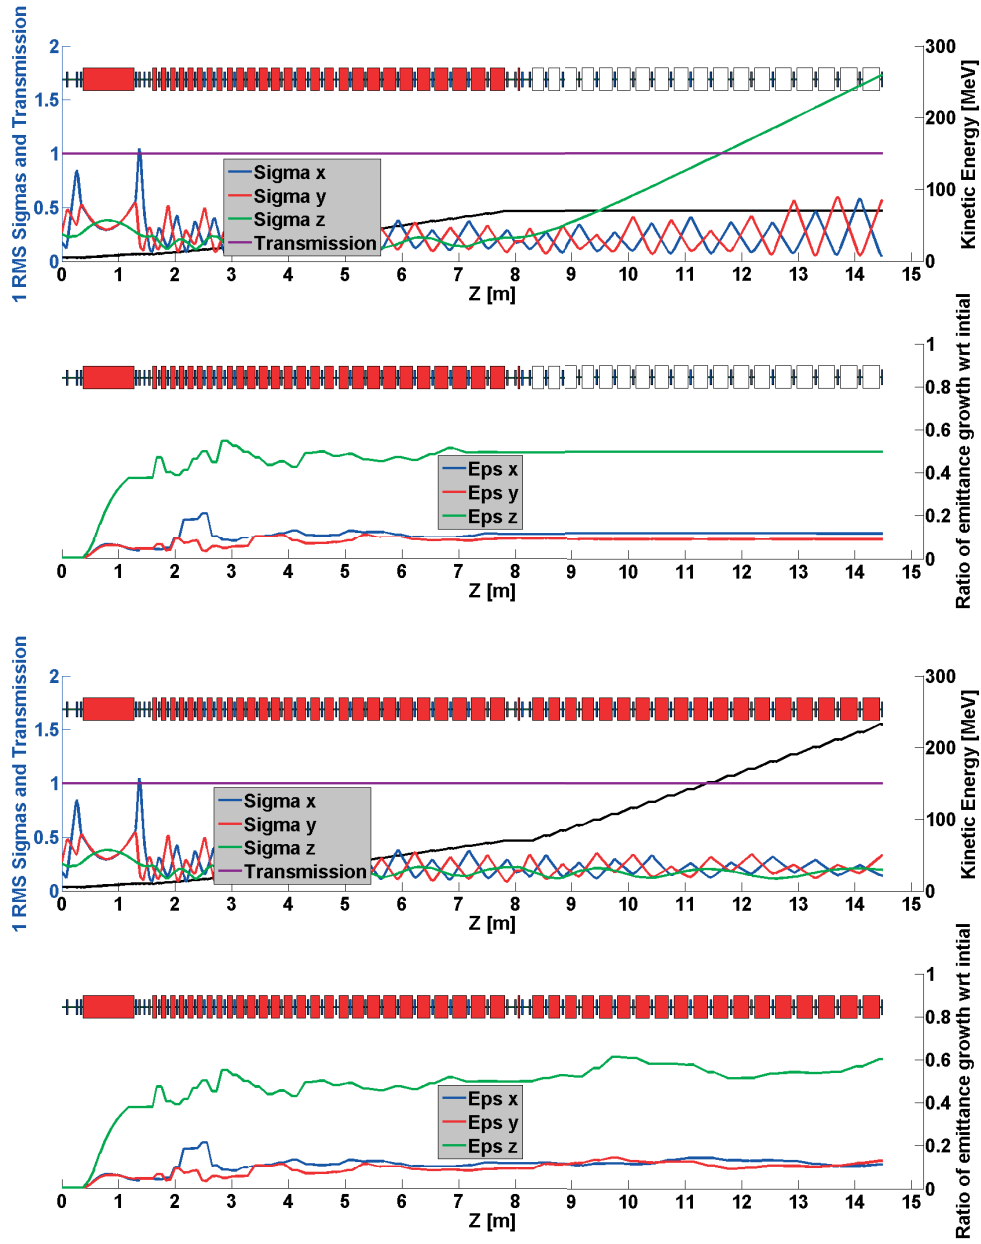 1 RMS Sigmas and Transmission
2
1.5
1
0.5
0
Sigma x
Sigma y
Sigma z
Transmission
300
200
100
0
Kinetic Energy [MeV]
0 1 2 3 4 5 6 7 8 9 10 11 12 13 14 15
Z [m]
Eps x
Eps y
Eps z
1
0.8
0.6
0.4
0.2
0
Ratio of emittance growth wrt intial
0 1 2 3 4 5 6 7 8 9 10 11 12 13 14 15
Z [m]
1 RMS Sigmas and Transmission
2
1.5
1
0.5
0
Sigma x
Sigma y
Sigma z
Transmission
300
200
100
0
Kinetic Energy [MeV]
0 1 2 3 4 5 6 7 8 9 10 11 12 13 14 15
Z [m]
Eps x
Eps y
Eps z
1
0.8
0.6
0.4
0.2
0
Ratio of emittance growth wrt intial
0 1 2 3 4 5 6 7 8 9 10 11 12 13 14 15
Z [m]